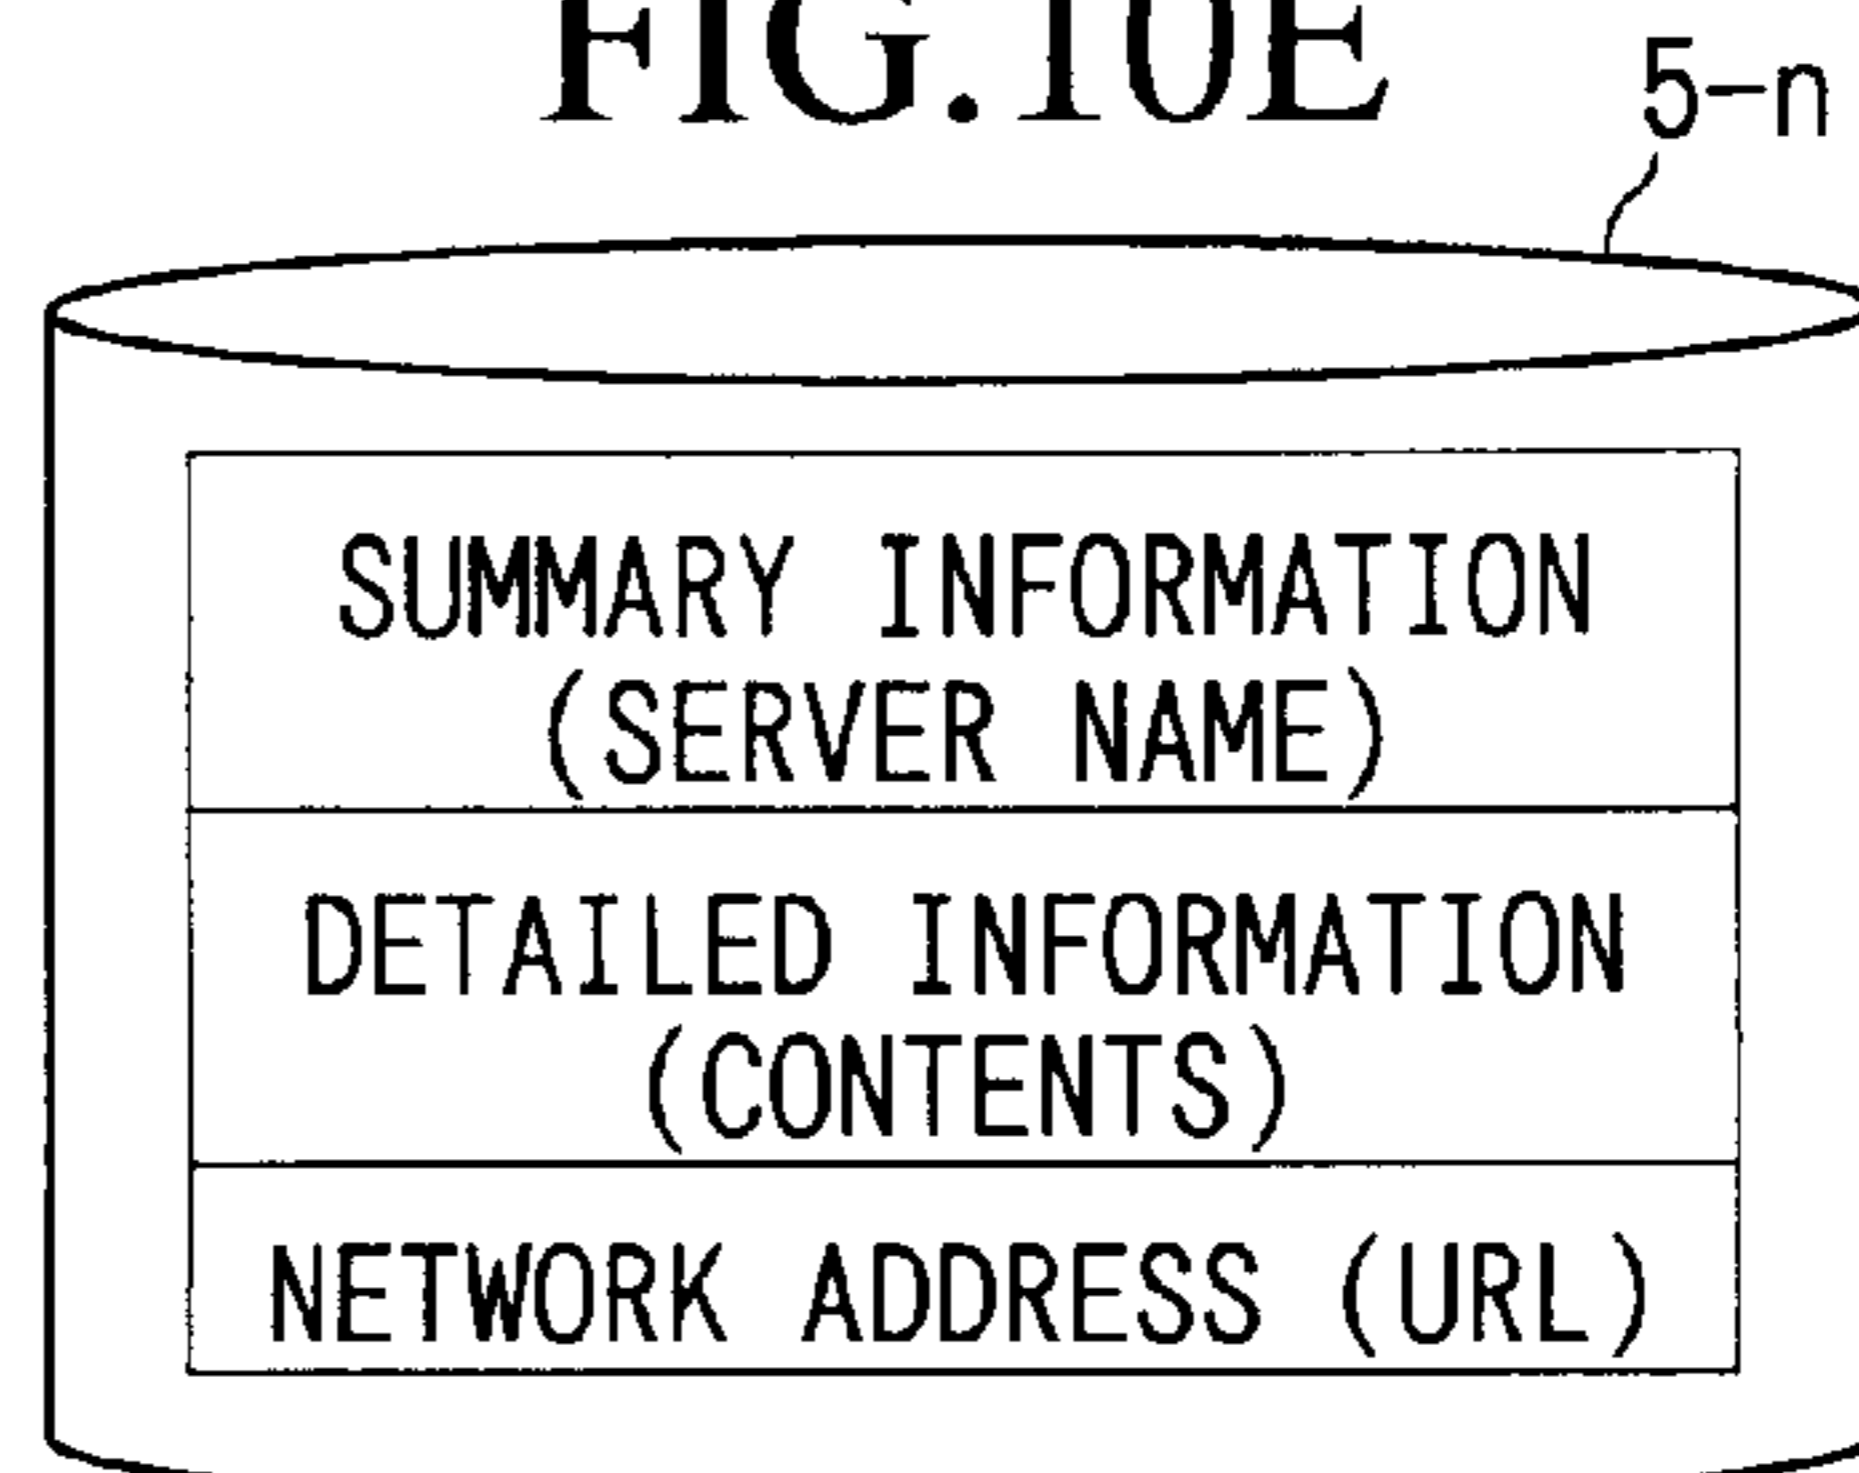 FIG.10E
5-n
SUMMARY INFORMATION
(SERVER NAME)
DETAILED INFORMATION
(CONTENTS)
NETWORK ADDRESS (URL)